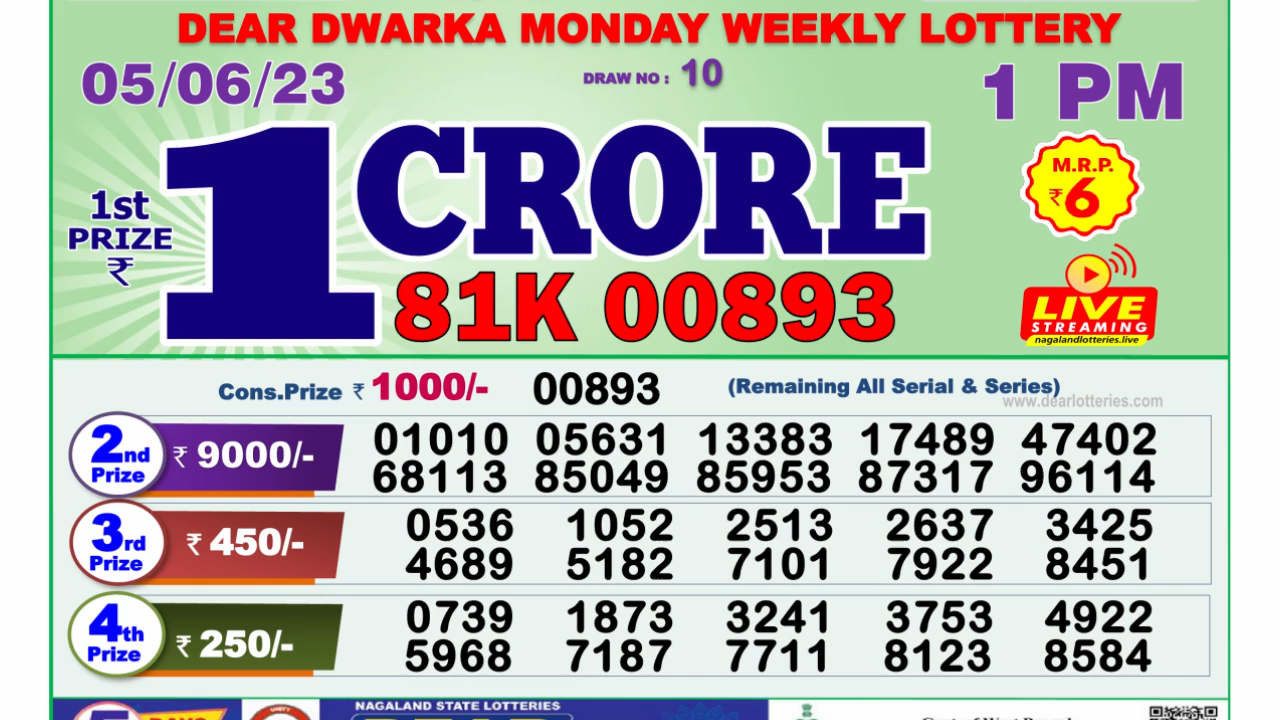 DEAR DWARKA MONDAY WEEKLY LOTTERY
05/06/23 DRAW NO : 10 1 PM
1st PRIZE ₹ 1 CRORE
M.R.P. ₹ 6
81K 00893
LIVE
STREAMING
nagalandlotteries.live
Cons.Prize ₹ 1000/- 00893 (Remaining All Serial & Series)
www.dearlotteries.com
2nd Prize ₹ 9000/-
01010 05631 13383 17489 47402
68113 85049 85953 87317 96114
3rd Prize ₹ 450/-
0536 1052 2513 2637 3425
4689 5182 7101 7922 8451
4th Prize ₹ 250/-
0739 1873 3241 3753 4922
5968 7187 7711 8123 8584
NAGALAND STATE LOTTERIES